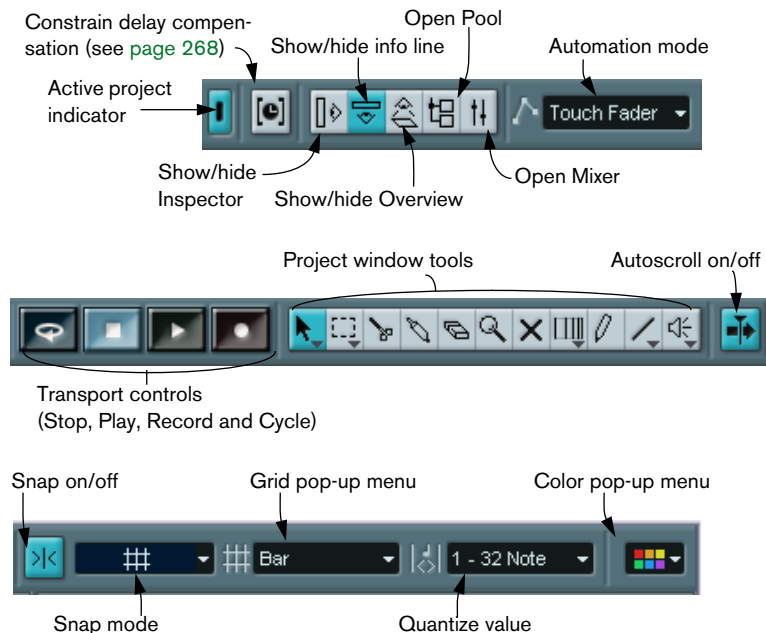 Constrain delay compen-
sation (see page 268)
Open Pool
Show/hide info line
Automation mode
Active project
indicator
Touch Fader
Show/hide
Inspector
Show/hide Overview
Open Mixer
Project window tools
Autoscroll on/off
Transport controls
(Stop, Play, Record and Cycle)
Snap on/off
Grid pop-up menu
Color pop-up menu
Bar
1 - 32 Note
Snap mode
Quantize value